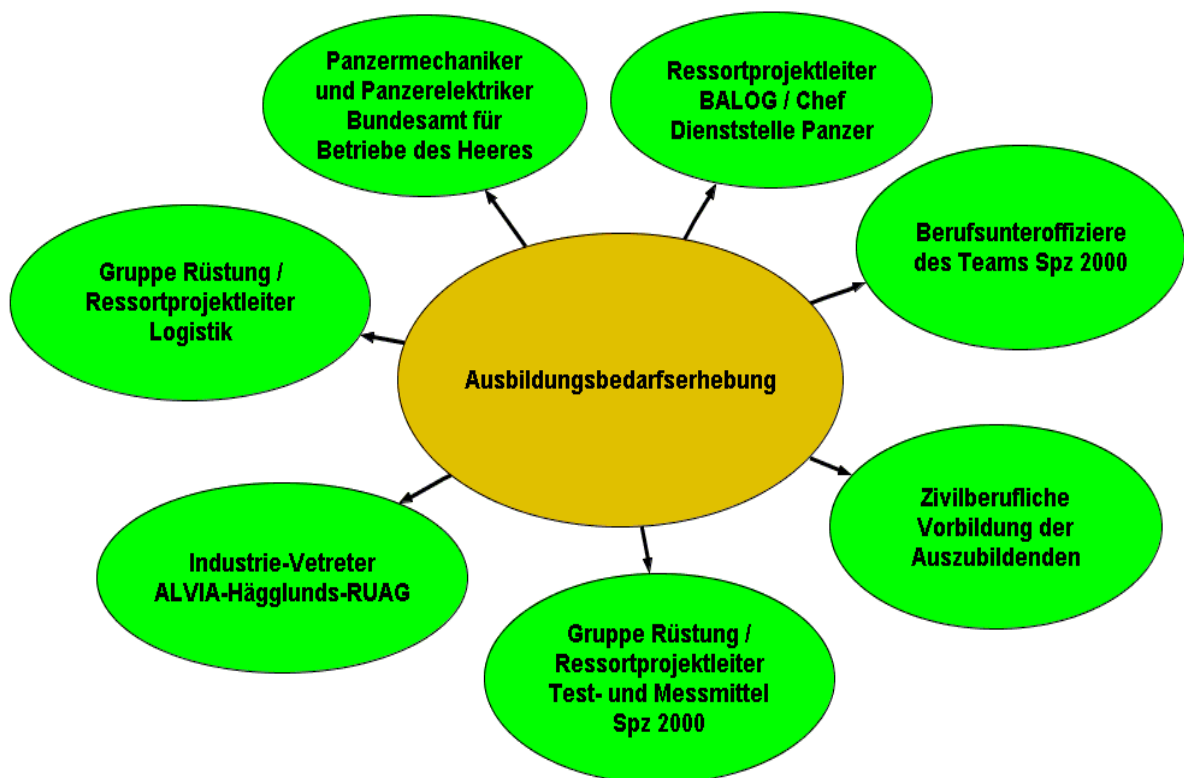 Panzermechaniker
und Panzerelektriker
Bundesamt für
Betriebe des Heeres
Ressortprojektleiter
BALOG / Chef
Dienststelle Panzer
Berufsunteroffiziere
des Teams Spz 2000
Gruppe Rüstung /
Ressortprojektleiter
Logistik
Ausbildungsbedarfserhebung
Zivilberufliche
Vorbildung der
Auszubildenden
Industrie-Vetreter
ALVIA-Hägglunds-RUAG
Gruppe Rüstung /
Ressortprojektleiter
Test- und Messmittel
Spz 2000